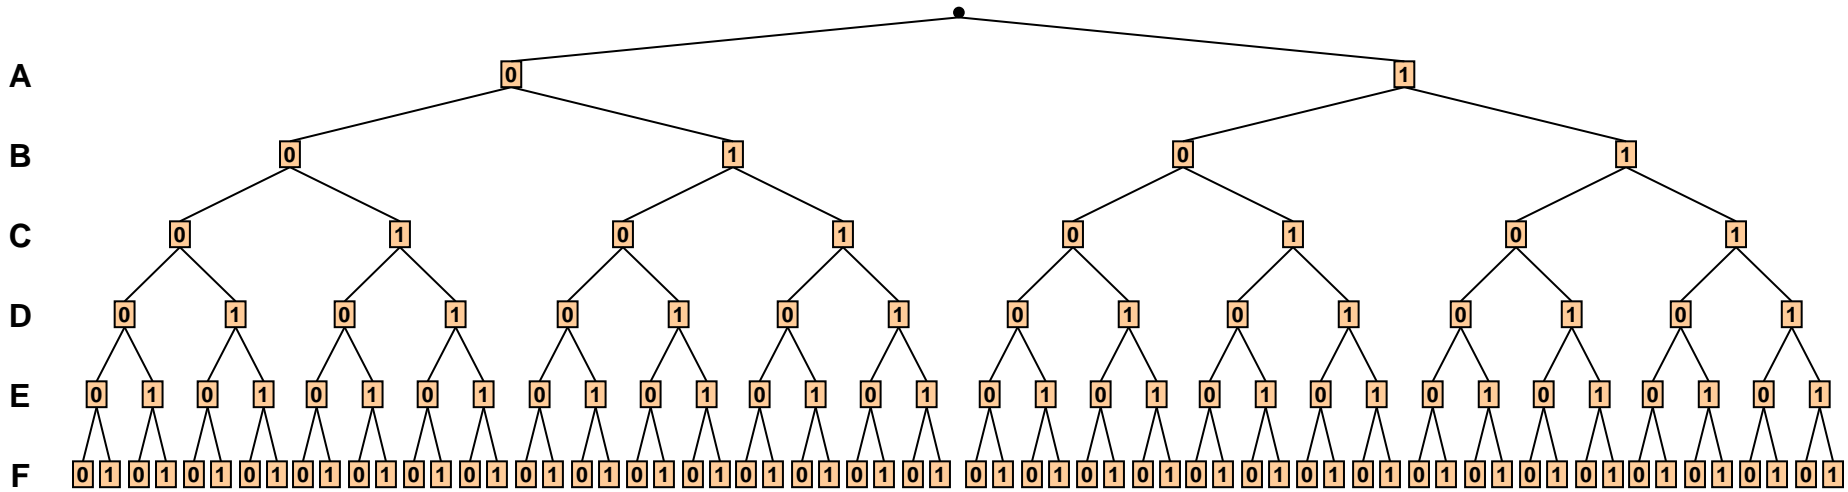 A 0 1
B 0 1 0 1
C 0 1 0 1 0 1 0 1
D 0 1 0 1 0 1 0 1 0 1 0 1 0 1 0 1
E 0 1 0 1 0 1 0 1 0 1 0 1 0 1 0 1 0 1 0 1 0 1 0 1 0 1 0 1 0 1 0 1
F 0 1 0 1 0 1 0 1 0 1 0 1 0 1 0 1 0 1 0 1 0 1 0 1 0 1 0 1 0 1 0 1 0 1 0 1 0 1 0 1 0 1 0 1 0 1 0 1 0 1 0 1 0 1 0 1 0 1 0 1 0 1 0 1